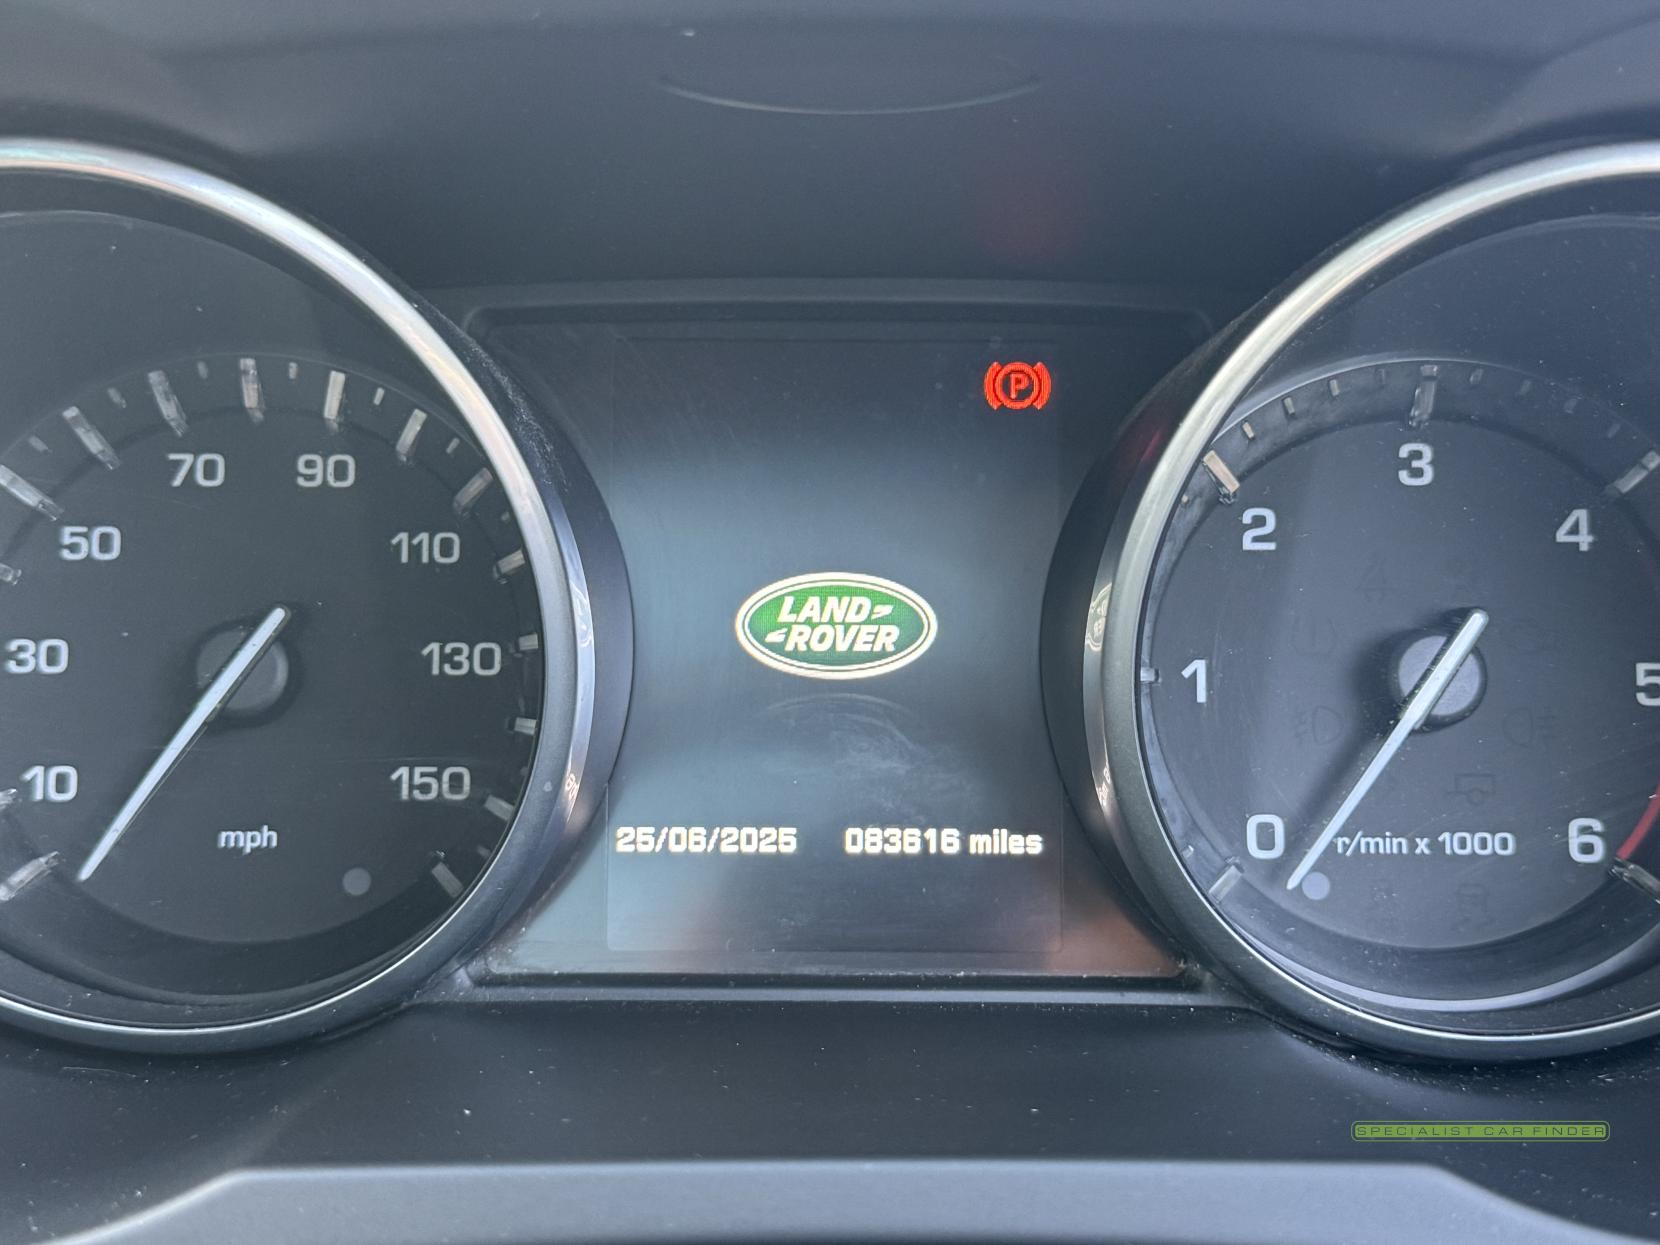 70 90
50 110
30 130
10 150
mph
P
LAND
ROVER
25/06/2025 083616 miles
3
2 4
1 5
0 6
r/min x 1000
SPECIALIST CAR FINDER